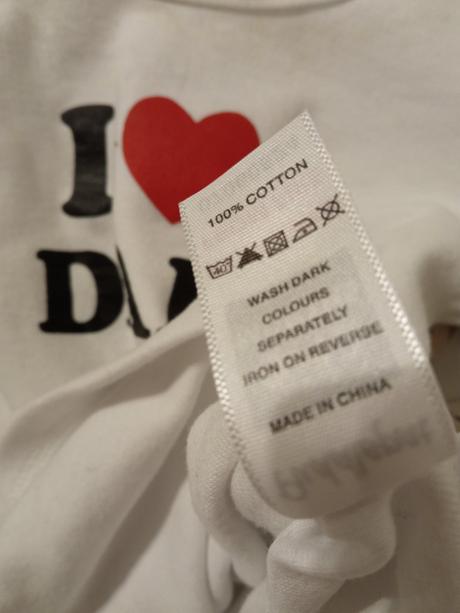 I
D
100% COTTON
40°
WASH DARK
COLOURS
SEPARATELY
IRON ON REVERSE
MADE IN CHINA